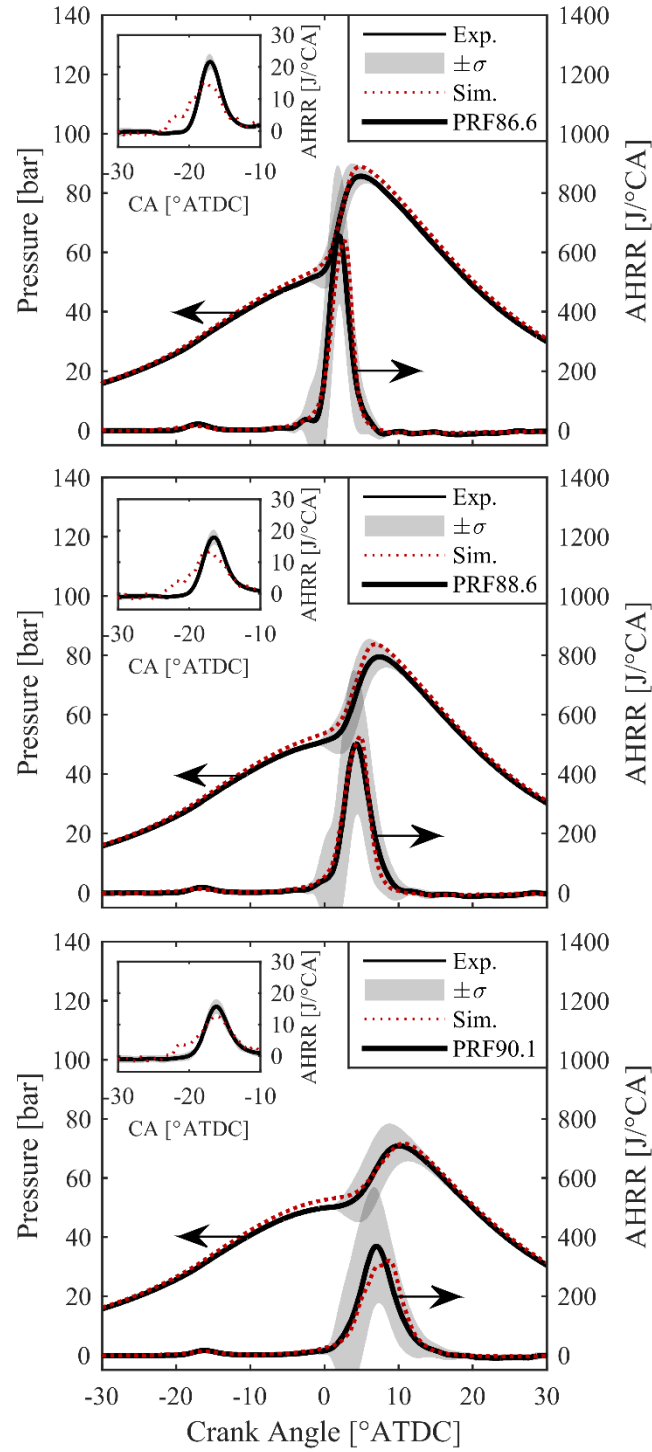 140
120
100
80
60
40
20
0
Pressure [bar]
30
20
10
0
AHRR [J/°CA]
-30 -20 -10
CA [°ATDC]
Exp.
±σ
Sim.
PRF86.6
1400
1200
1000
800
600
400
200
0
AHRR [J/°CA]
140
120
100
80
60
40
20
0
Pressure [bar]
30
20
10
0
AHRR [J/°CA]
-30 -20 -10
CA [°ATDC]
Exp.
±σ
Sim.
PRF88.6
1400
1200
1000
800
600
400
200
0
AHRR [J/°CA]
140
120
100
80
60
40
20
0
Pressure [bar]
30
20
10
0
AHRR [J/°CA]
-30 -20 -10
CA [°ATDC]
Exp.
±σ
Sim.
PRF90.1
1400
1200
1000
800
600
400
200
0
AHRR [J/°CA]
-30 -20 -10 0 10 20 30
Crank Angle [°ATDC]